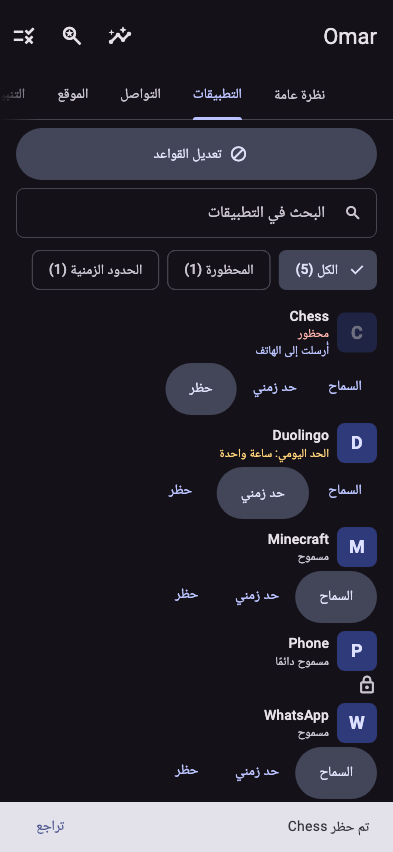 Omar
نظرة عامة
التطبيقات
التواصل
الموقع
تعديل القواعد
البحث في التطبيقات
الكل (5)
المحظورة (1)
الحدود الزمنية (1)
C
Chess
محظور
أُرسلت إلى الهاتف
السماح
حد زمني
حظر
D
Duolingo
الحد اليومي: ساعة واحدة
السماح
حد زمني
حظر
M
Minecraft
مسموح
السماح
حد زمني
حظر
P
Phone
مسموح دائمًا
W
WhatsApp
مسموح
السماح
حد زمني
حظر
تم حظر Chess
تراجع